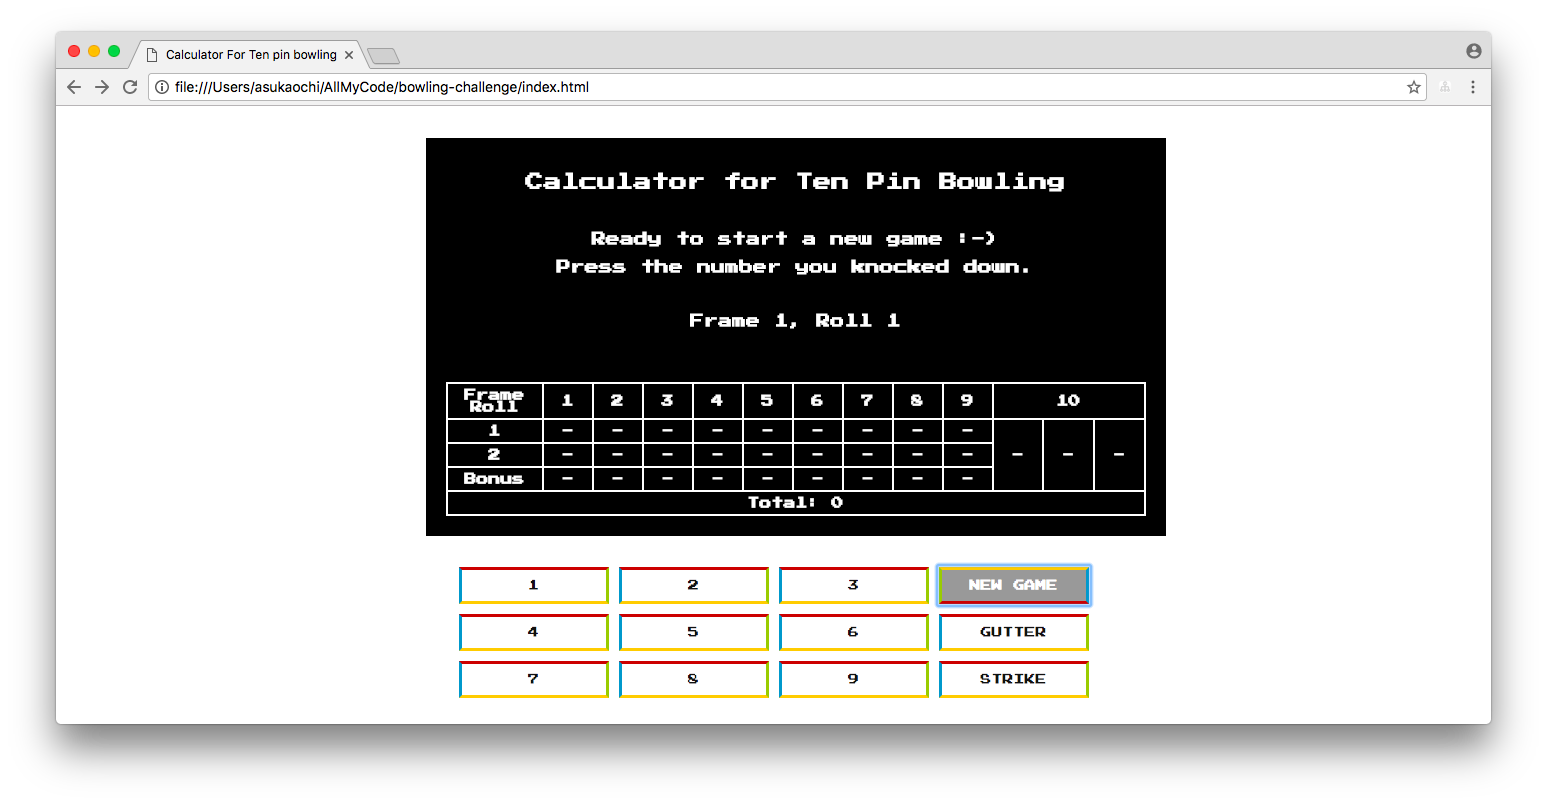 Calculator For Ten pin bowling
file:///Users/asukaochi/AllMyCode/bowling-challenge/index.html
Calculator for Ten Pin Bowling
Ready to start a new game :-)
Press the number you knocked down.
Frame 1, Roll 1
Frame
Roll 1 2 3 4 5 6 7 8 9 10
1 - - - - - - - - -
2 - - - - - - - - - - - -
Bonus - - - - - - - - -
Total: 0
1 2 3 NEW GAME
4 5 6 GUTTER
7 8 9 STRIKE